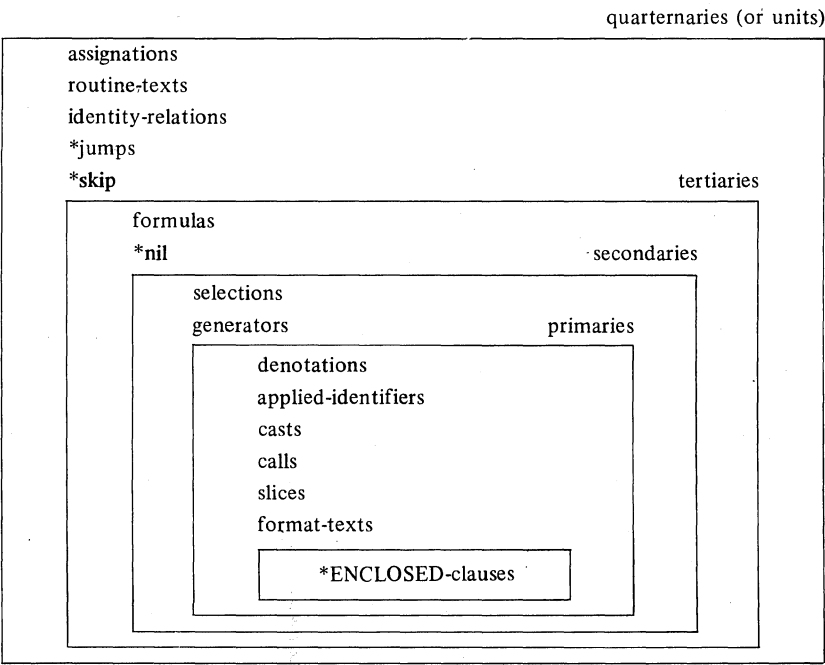 quarternaries (or units)
assignations
routine-texts
identity-relations
*jumps
*skip tertiaries
formulas
*nil secondaries
selections
generators primaries
denotations
applied-identifiers
casts
calls
slices
format-texts
*ENCLOSED-clauses